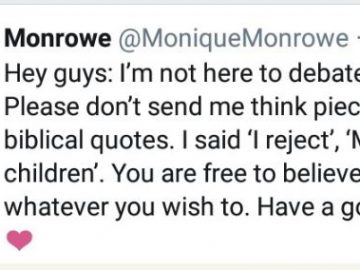 Monrowe @MoniqueMonrowe
Hey guys: I’m not here to debate
Please don’t send me think piec
biblical quotes. I said ‘I reject’, ‘M
children’. You are free to believe
whatever you wish to. Have a go